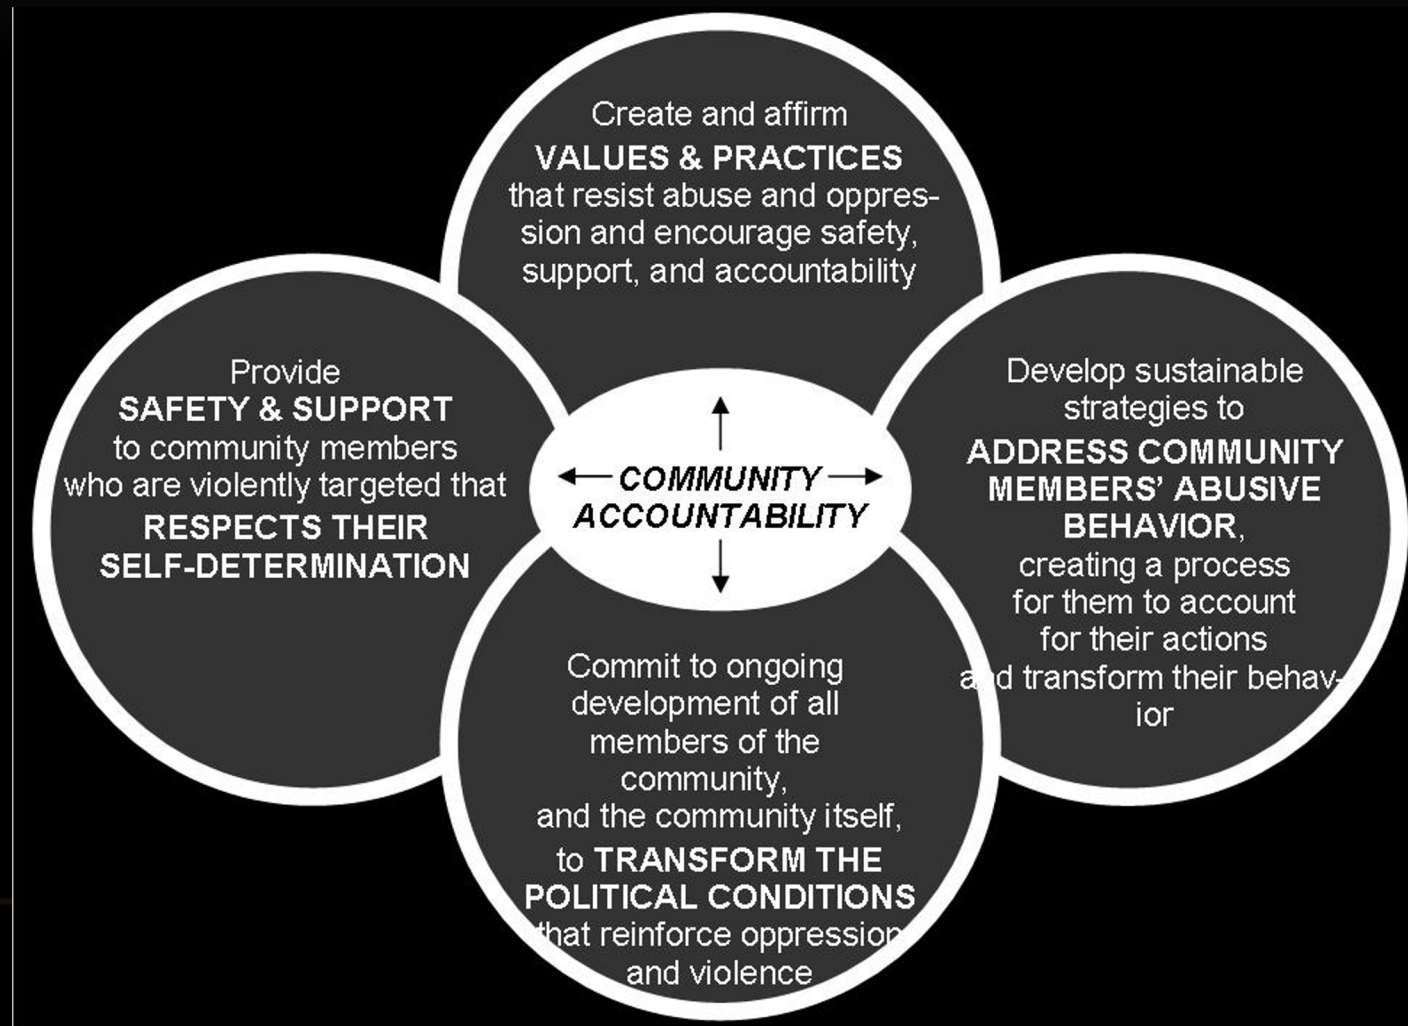 Create and affirm
VALUES & PRACTICES
that resist abuse and oppres-
sion and encourage safety,
support, and accountability
Provide
SAFETY & SUPPORT
to community members
who are violently targeted that
RESPECTS THEIR
SELF-DETERMINATION
COMMUNITY
ACCOUNTABILITY
Develop sustainable
strategies to
ADDRESS COMMUNITY
MEMBERS’ ABUSIVE
BEHAVIOR,
creating a process
for them to account
for their actions
and transform their behav-
ior
Commit to ongoing
development of all
members of the
community,
and the community itself,
to TRANSFORM THE
POLITICAL CONDITIONS
that reinforce oppression
and violence